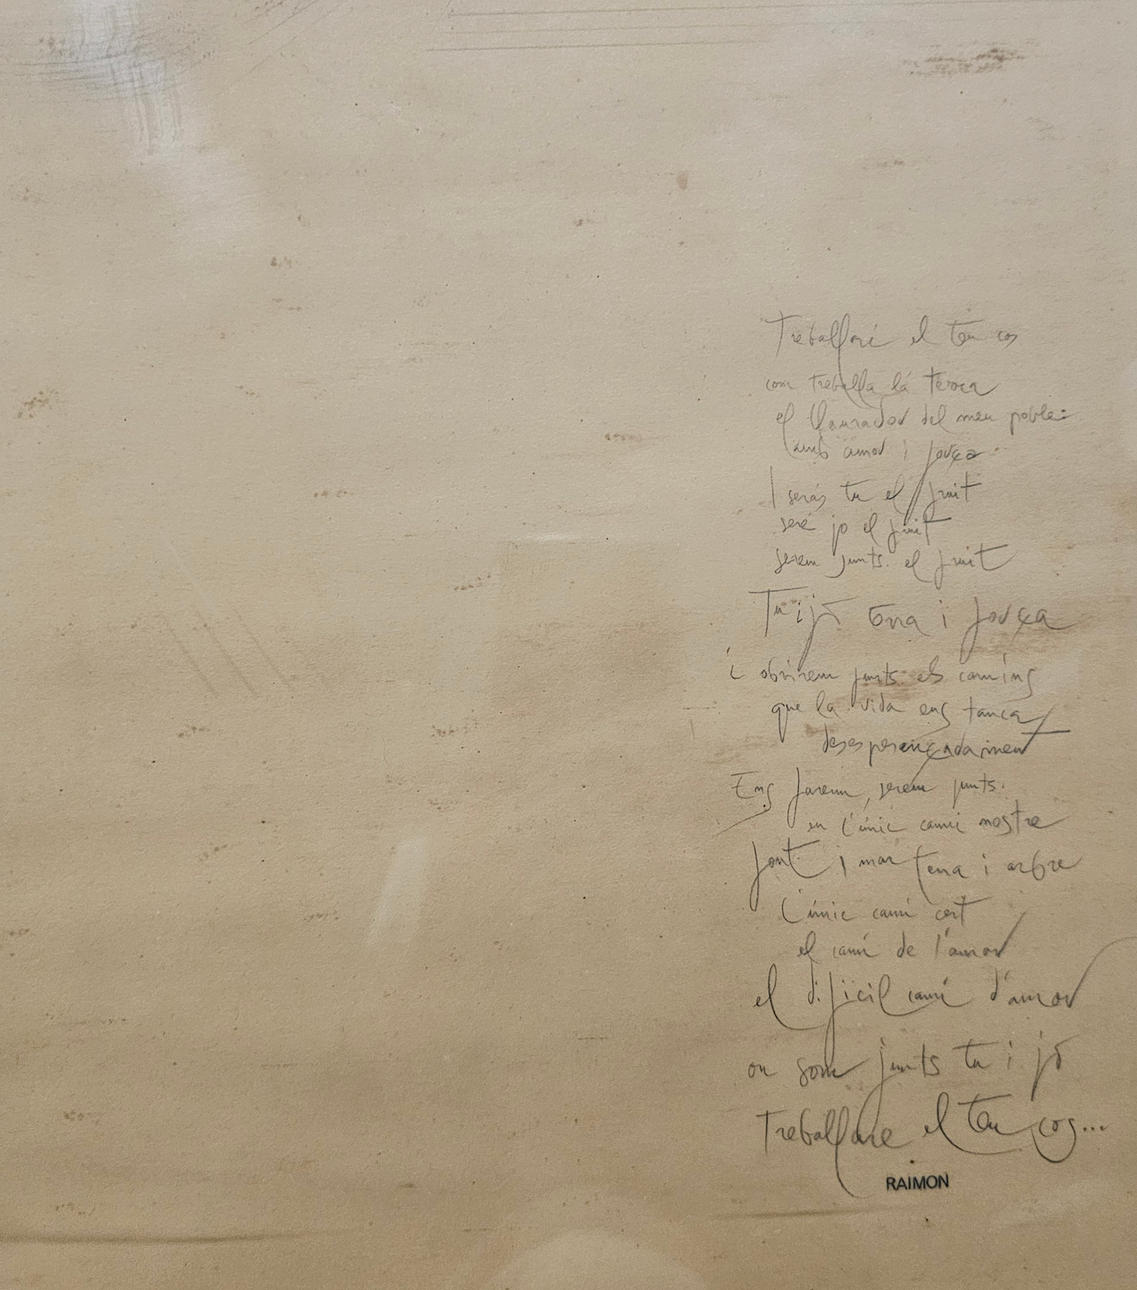 Treballaré el teu cos
com treballa la terra
el llaurador del meu poble:
amb amor i força.
I seràs tu el fruit
seré jo el fruit
serem junts el fruit
Tu i jo terra i força
i obrirem junts els camins
que la vida ens tanca
desesperançadament
Ens farem, serem junts.
en l'únic camí nostre
font i mar terra i arbre
l'únic camí cert
el camí de l'amor
el difícil camí d'amor
on som junts tu i jo
Treballaré el teu cos...
RAIMON